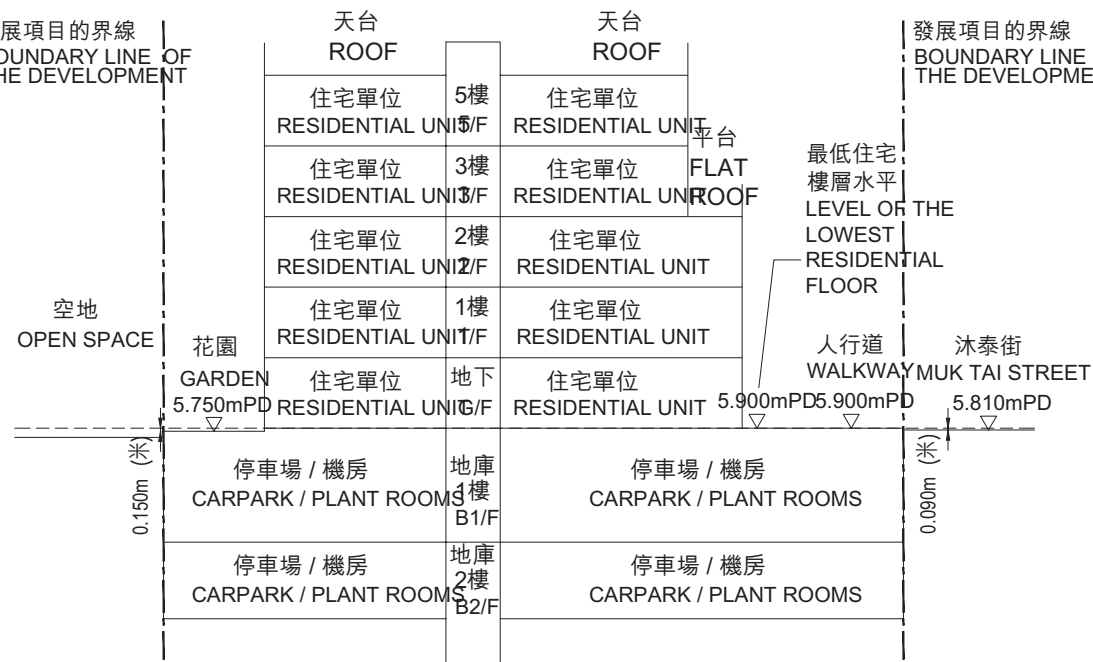 展項目的界線
OUNDARY LINE OF
HE DEVELOPMENT
天台
ROOF
天台
ROOF
發展項目的界線
BOUNDARY LINE
THE DEVELOPME
住宅單位
RESIDENTIAL UNIT
5樓
5/F
住宅單位
RESIDENTIAL UNIT
平台
FLAT
ROOF
住宅單位
RESIDENTIAL UNIT
3樓
3/F
住宅單位
RESIDENTIAL UNIT
最低住宅
樓層水平
LEVEL OF THE
LOWEST
RESIDENTIAL
FLOOR
住宅單位
RESIDENTIAL UNIT
2樓
2/F
住宅單位
RESIDENTIAL UNIT
空地
OPEN SPACE
住宅單位
RESIDENTIAL UNIT
1樓
1/F
住宅單位
RESIDENTIAL UNIT
花園
GARDEN
5.750mPD
住宅單位
RESIDENTIAL UNIT
地下
G/F
住宅單位
RESIDENTIAL UNIT
5.900mPD
人行道
WALKWAY
5.900mPD
沐泰街
MUK TAI STREET
5.810mPD
0.150m (米)
停車場 / 機房
CARPARK / PLANT ROOMS
地庫
1樓
B1/F
停車場 / 機房
CARPARK / PLANT ROOMS
0.090m (米)
停車場 / 機房
CARPARK / PLANT ROOMS
地庫
2樓
B2/F
停車場 / 機房
CARPARK / PLANT ROOMS